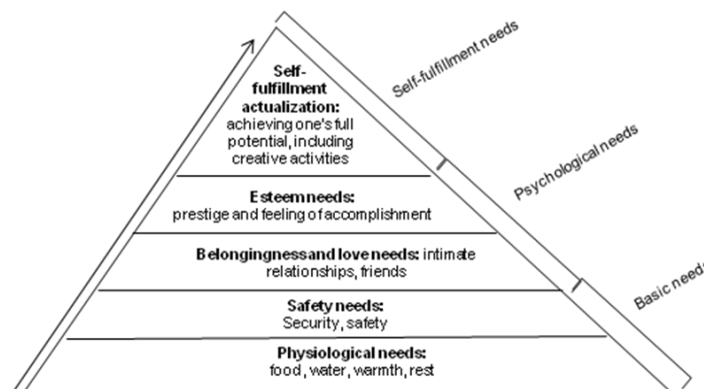 Self-
fulfillment
actualization:
achieving one's full
potential, including
creative activities
Esteem needs:
prestige and feeling of accomplishment
Belongingness and love needs: intimate
relationships, friends
Safety needs:
Security, safety
Physiological needs:
food, water, warmth, rest
Self-fulfillment needs
Psychological needs
Basic needs